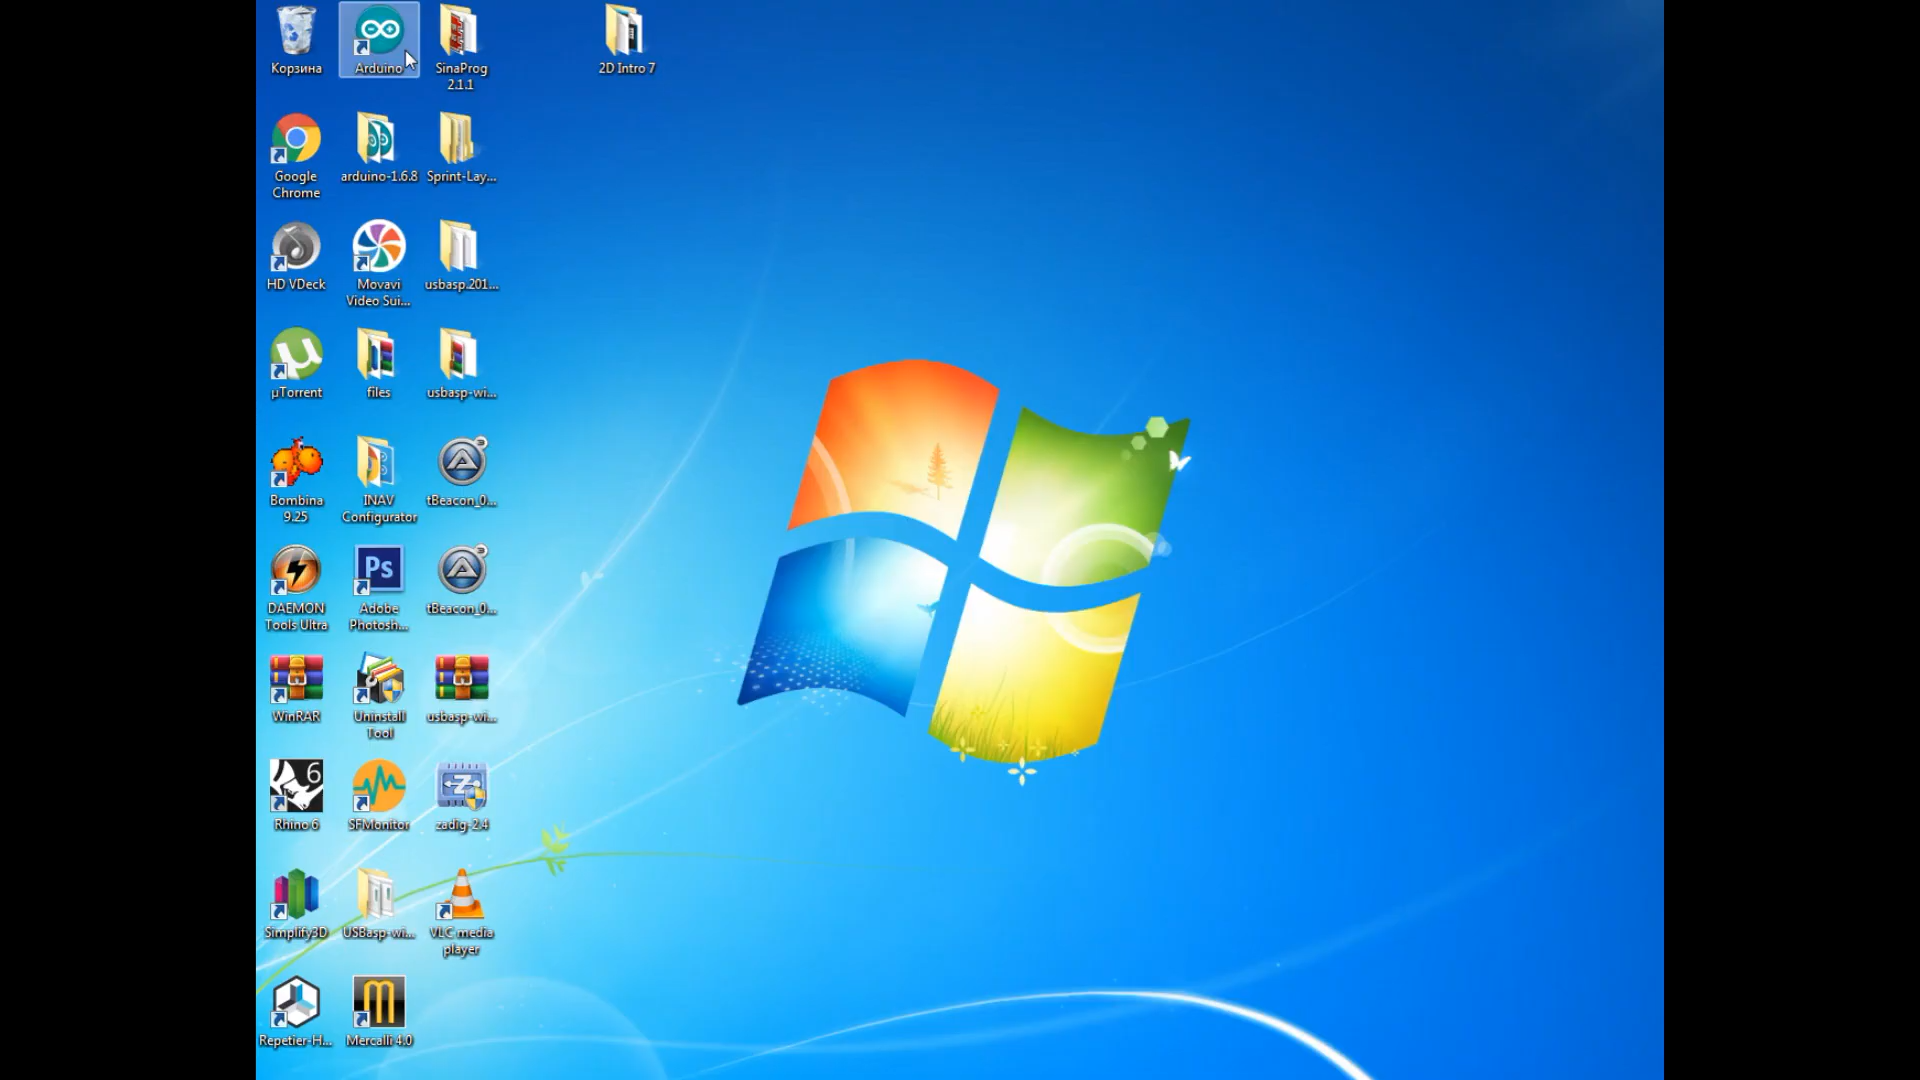 Корзина
Arduino
SinaProg
2.1.1
2D Intro 7
Google
Chrome
arduino-1.6.8
Sprint-Lay...
HD VDeck
Movavi
Video Sui...
usbasp.201...
µTorrent
files
usbasp-wi...
Bombina
9.25
INAV
Configurator
tBeacon_0...
DAEMON
Tools Ultra
Ps
Adobe
Photosh...
tBeacon_0...
WinRAR
Uninstall
Tool
usbasp-wi...
6
Rhino 6
SFMonitor
zadig-2.4
Simplify3D
USBasp-wi...
VLC media
player
Repetier-H...
Mercalli 4.0